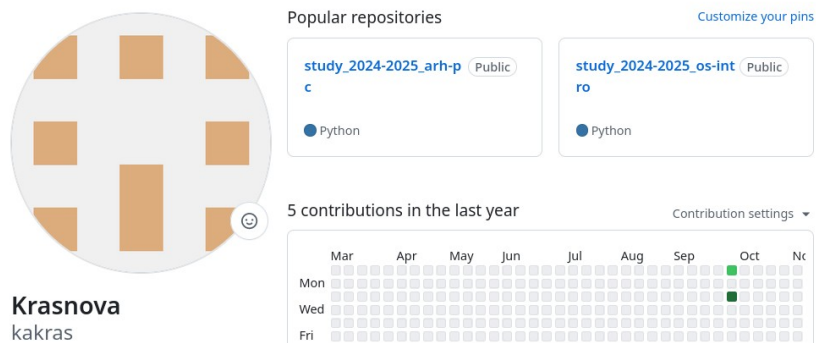 Popular repositories
Customize your pins
study_2024-2025_arh-p
c
Public
Python
study_2024-2025_os-int
ro
Public
Python
5 contributions in the last year
Contribution settings
Mar Apr May Jun Jul Aug Sep Oct
Mon
Wed
Fri
Krasnova
kakras